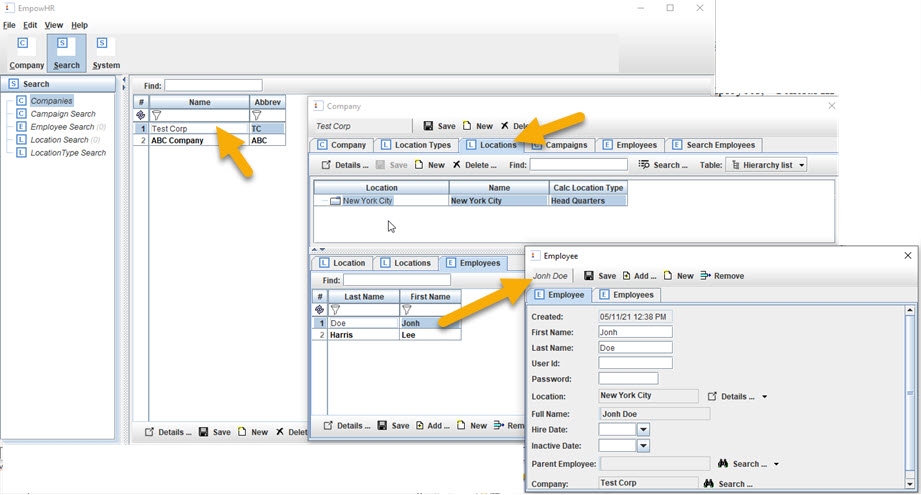 EmpowHR
File Edit View Help
C S S
Company Search System
S Search
C Companies
C Campaign Search
E Employee Search (0)
L Location Search (0)
L LocationType Search
Find:
# Name Abbrev
1 Test Corp TC
2 ABC Company ABC
Details ... Save New Delet
Company
Test Corp Save New Dele
C Company L Location Types L Locations C Campaigns E Employees E Search Employees
Details ... Save New Delete ... Find: Search ... Table: Hierarchy list
Location Name Calc Location Type
New York City New York City Head Quarters
L Location L Locations E Employees
Find:
# Last Name First Name
1 Doe Jonh
2 Harris Lee
Details ... Save Add ... New Rem
Employee
Jonh Doe Save Add ... New Remove
E Employee E Employees
Created: 05/11/21 12:38 PM
First Name: Jonh
Last Name: Doe
User Id:
Password:
Location: New York City Details ...
Full Name: Jonh Doe
Hire Date:
Inactive Date:
Parent Employee: Search ...
Company: Test Corp Search ...